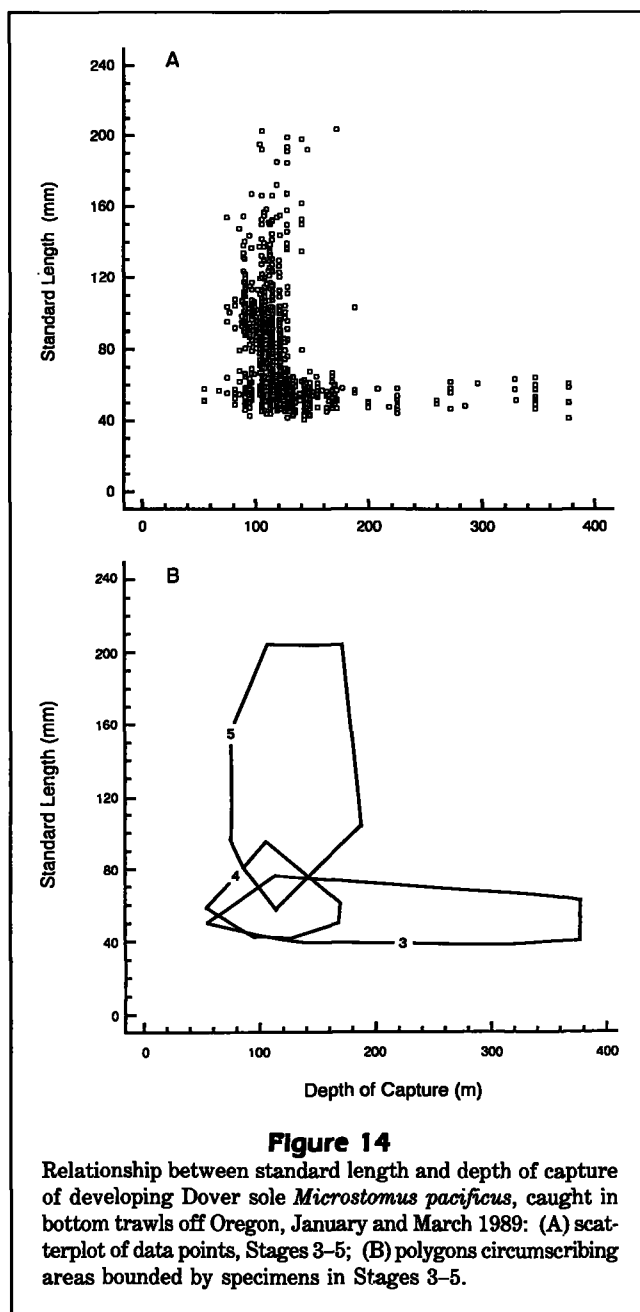 A
240
200
160
120
80
40
0
Standard Length (mm)
0 100 200 300 400
B
240
200
160
120
80
40
0
Standard Length (mm)
5
4
3
0 100 200 300 400
Depth of Capture (m)
Figure 14
Relationship between standard length and depth of capture
of developing Dover sole Microstomus pacificus, caught in
bottom trawls off Oregon, January and March 1989: (A) scat-
terplot of data points, Stages 3–5; (B) polygons circumscribing
areas bounded by specimens in Stages 3–5.